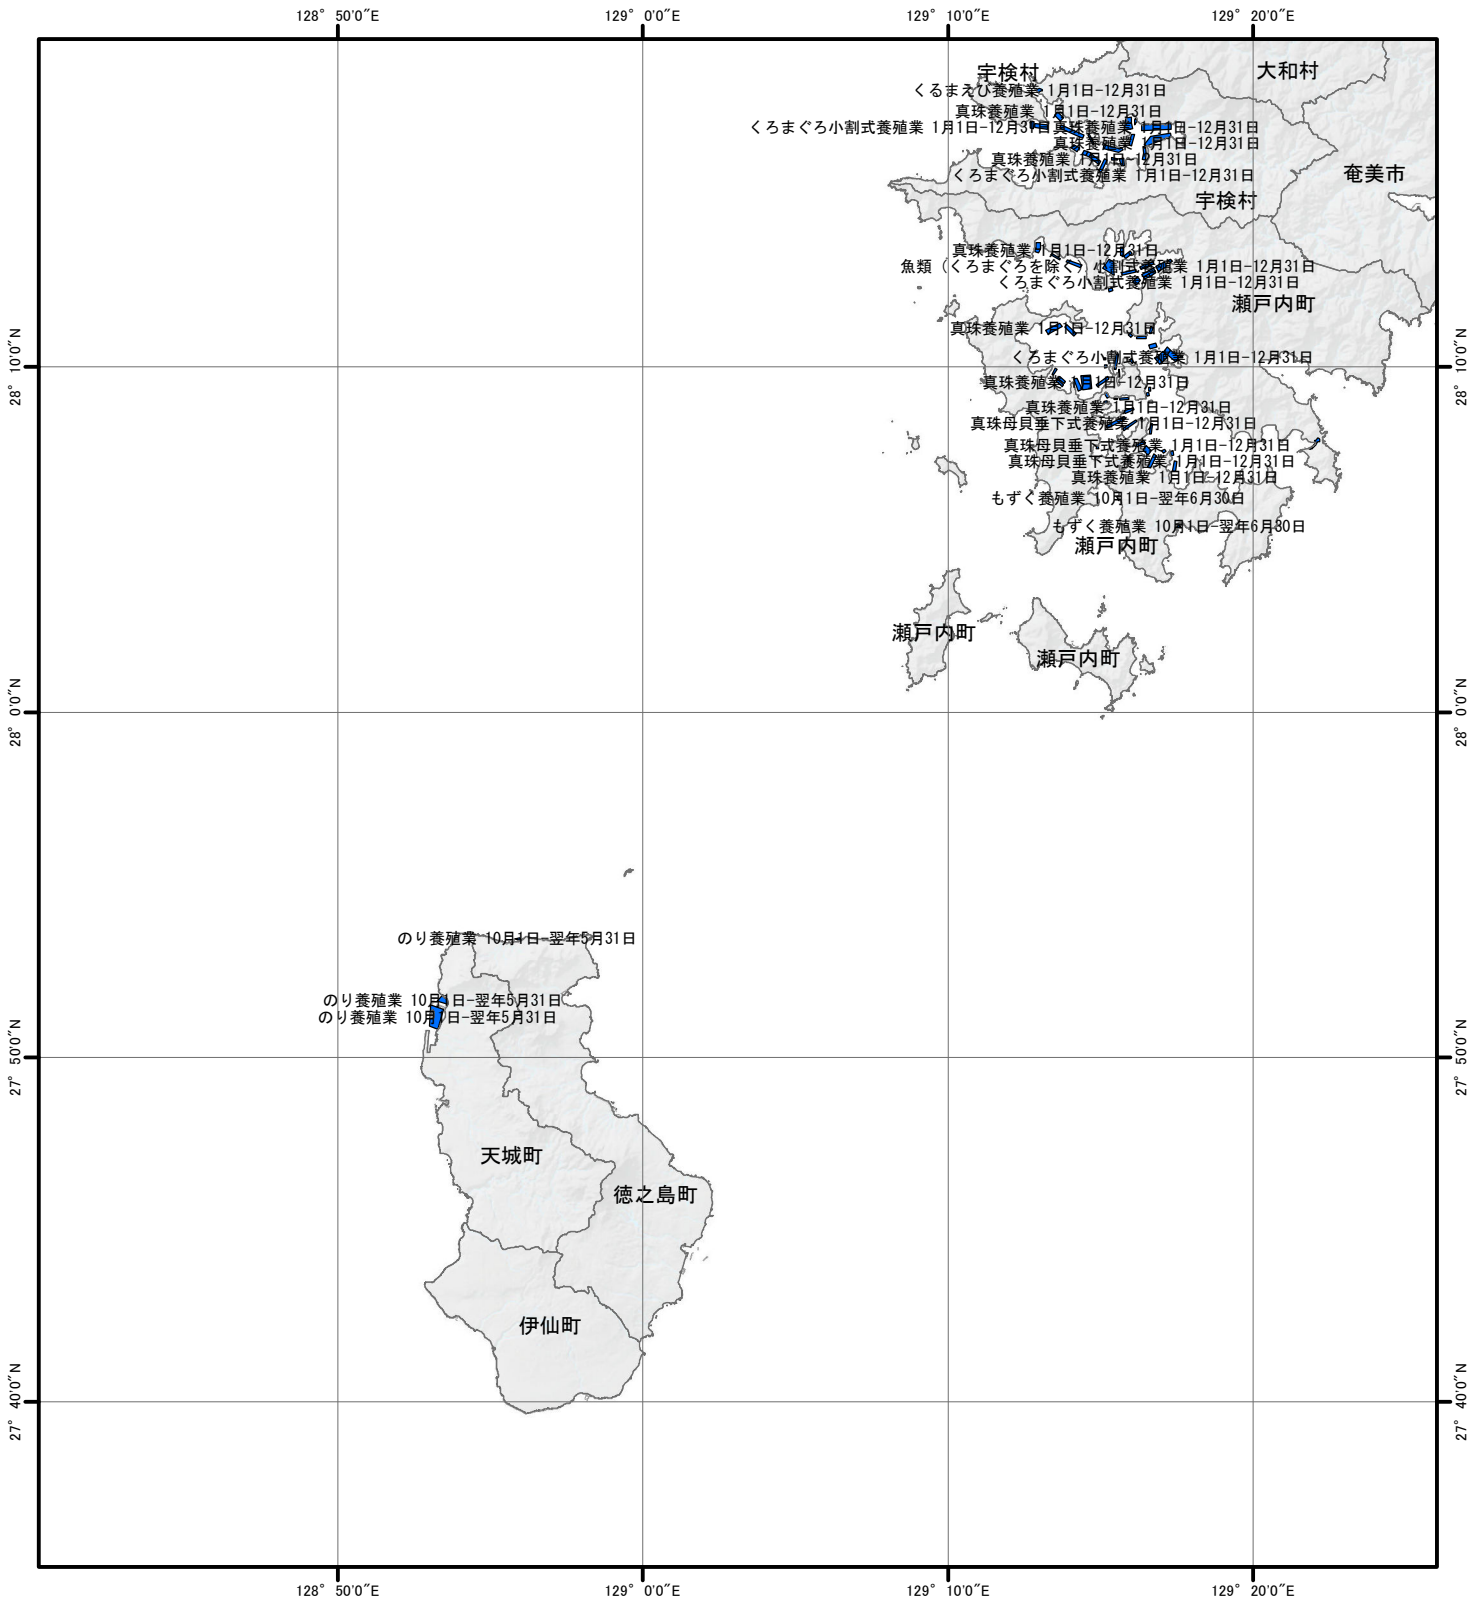 128° 50'0"E
129° 0'0"E
129° 10'0"E
129° 20'0"E
宇検村
大和村
くるまえび養殖業 1月1日-12月31日
真珠養殖業 1月1日-12月31日
くろまぐろ小割式養殖業 1月1日-12月31日
真珠養殖業 1月1日-12月31日
真珠養殖業 1月1日-12月31日
真珠養殖業 1月1日-12月31日
くろまぐろ小割式養殖業 1月1日-12月31日
奄美市
宇検村
真珠養殖業 1月1日-12月31日
魚類（くろまぐろを除く）小割式養殖業 1月1日-12月31日
くろまぐろ小割式養殖業 1月1日-12月31日
瀬戸内町
真珠養殖業 1月1日-12月31日
くろまぐろ小割式養殖業 1月1日-12月31日
28° 10'0"N
28° 10'0"N
真珠養殖業 1月1日-12月31日
真珠養殖業 1月1日-12月31日
真珠母貝垂下式養殖業 1月1日-12月31日
真珠母貝垂下式養殖業 1月1日-12月31日
真珠母貝垂下式養殖業 1月1日-12月31日
真珠養殖業 1月1日-12月31日
もずく養殖業 10月1日-翌年6月30日
もずく養殖業 10月1日-翌年6月30日
瀬戸内町
瀬戸内町
瀬戸内町
28° 0'0"N
28° 0'0"N
のり養殖業 10月1日-翌年5月31日
のり養殖業 10月1日-翌年5月31日
のり養殖業 10月1日-翌年5月31日
27° 50'0"N
27° 50'0"N
天城町
徳之島町
伊仙町
27° 40'0"N
27° 40'0"N
128° 50'0"E
129° 0'0"E
129° 10'0"E
129° 20'0"E